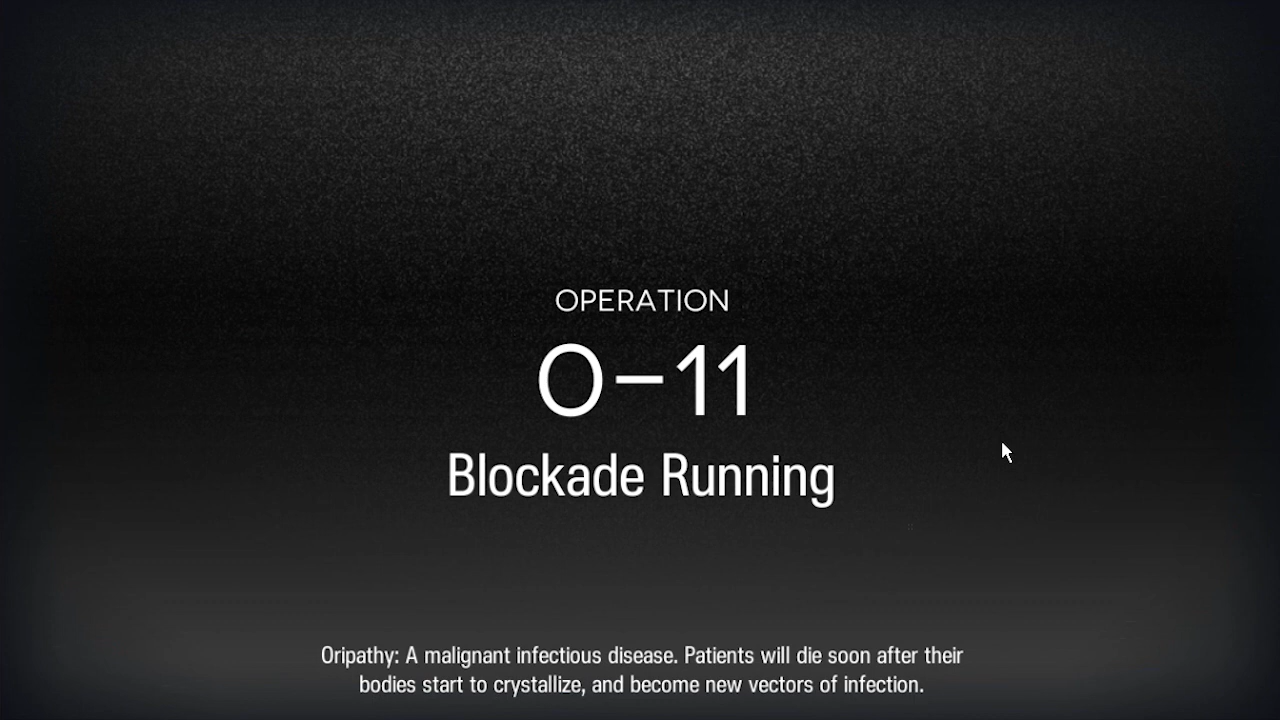 OPERATION
0-11
Blockade Running
Oripathy: A malignant infectious disease. Patients will die soon after their
bodies start to crystallize, and become new vectors of infection.